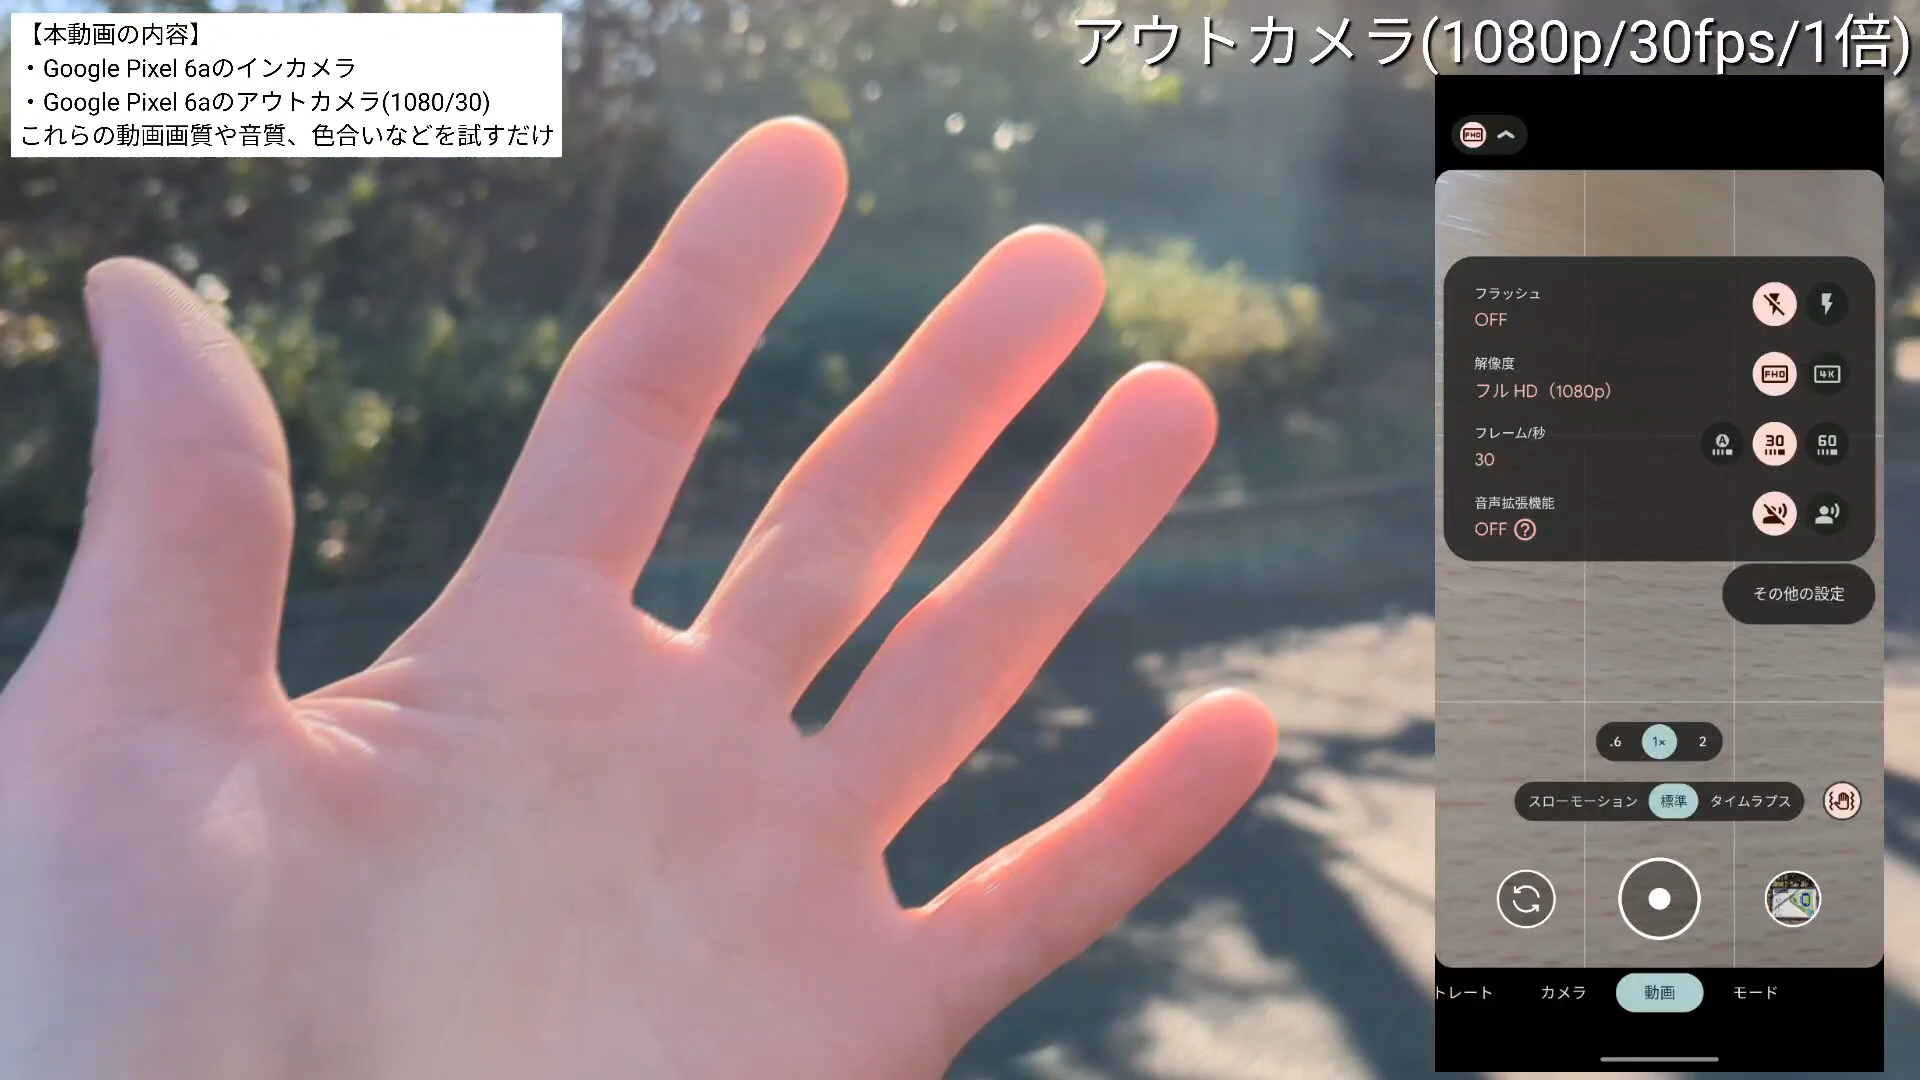 【本動画の内容】
・Google Pixel 6aのインカメラ
・Google Pixel 6aのアウトカメラ(1080/30)
これらの動画画質や音質、色合いなどを試すだけ
アウトカメラ(1080p/30fps/1倍)
FHD
フラッシュ
OFF
解像度
フル HD（1080p）
FHD 4K
フレーム/秒
30
A 30 60
音声拡張機能
OFF ?
その他の設定
.6 1× 2
スローモーション 標準 タイムラプス
トレート カメラ 動画 モード